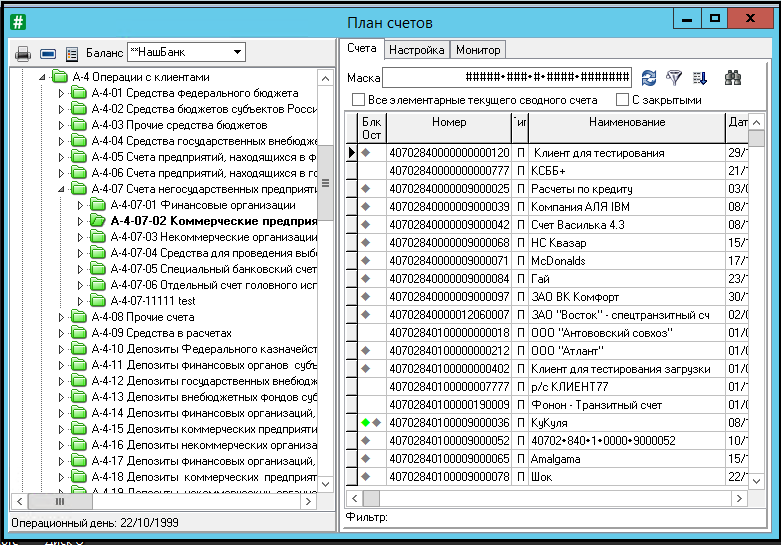 План счетов
Баланс **НашБанк
А-4 Операции с клиентами
А-4-01 Средства федерального бюджета
А-4-02 Средства бюджетов субъектов Росси
А-4-03 Прочие средства бюджетов
А-4-04 Средства государственных внебюдж
А-4-05 Счета предприятий, находящихся в ф
А-4-06 Счета предприятий, находящихся в го
А-4-07 Счета негосударственных предприяти
А-4-07-01 Финансовые организации
А-4-07-02 Коммерческие предприя
А-4-07-03 Некоммерческие организации
А-4-07-04 Средства для проведения выбо
А-4-07-05 Специальный банковский счет
А-4-07-06 Отдельный счет головного исп
А-4-07-11111 test
А-4-08 Прочие счета
А-4-09 Средства в расчетах
А-4-10 Депозиты Федерального казначейст
А-4-11 Депозиты финансовых органов субъ
А-4-12 Депозиты государственных внебюдж
А-4-13 Депозиты внебюджетных фондов суб
А-4-14 Депозиты финансовых организаций,
А-4-15 Депозиты коммерческих предприяти
А-4-16 Депозиты некоммерческих организа
А-4-17 Депозиты финансовых организаций,
А-4-18 Депозиты коммерческих предприят
Операционный день: 22/10/1999
Счета Настройка Монитор
Маска #####•###•#•####•#######
Все элементарные текущего сводного счета С закрытыми
Блк Ост Номер Тип Наименование Дат
40702840000000000120 П Клиент для тестирования 29/1
40702840000000000777 П КСББ+ 21/1
40702840000009000025 П Расчеты по кредиту 03/0
40702840000009000039 П Компания АЛЯ IBM 08/1
40702840000009000042 П Счет Василька 4.3 08/1
40702840000009000068 П НС Квазар 15/1
40702840000009000071 П McDonalds 17/1
40702840000009000084 П Гай 23/1
40702840000009000097 П ЗАО ВК Комфорт 30/1
40702840000012060007 П ЗАО "Восток" - спецтранзитный сч 02/0
40702840100000000018 П ООО "Антововский совхоз" 01/0
40702840100000000212 П ООО "Атлант" 01/0
40702840100000000402 П Клиент для тестирования загрузки 01/0
40702840100000007777 П р/с КЛИЕНТ77 01/1
40702840100000190009 П Фонон - Транзитный счет 01/0
40702840100009000036 П КуКуля 08/1
40702840100009000052 П 40702•840•1•0000•9000052 10/1
40702840100009000065 П Amalgama 15/1
40702840100009000078 П Шок 22/1
Фильтр: